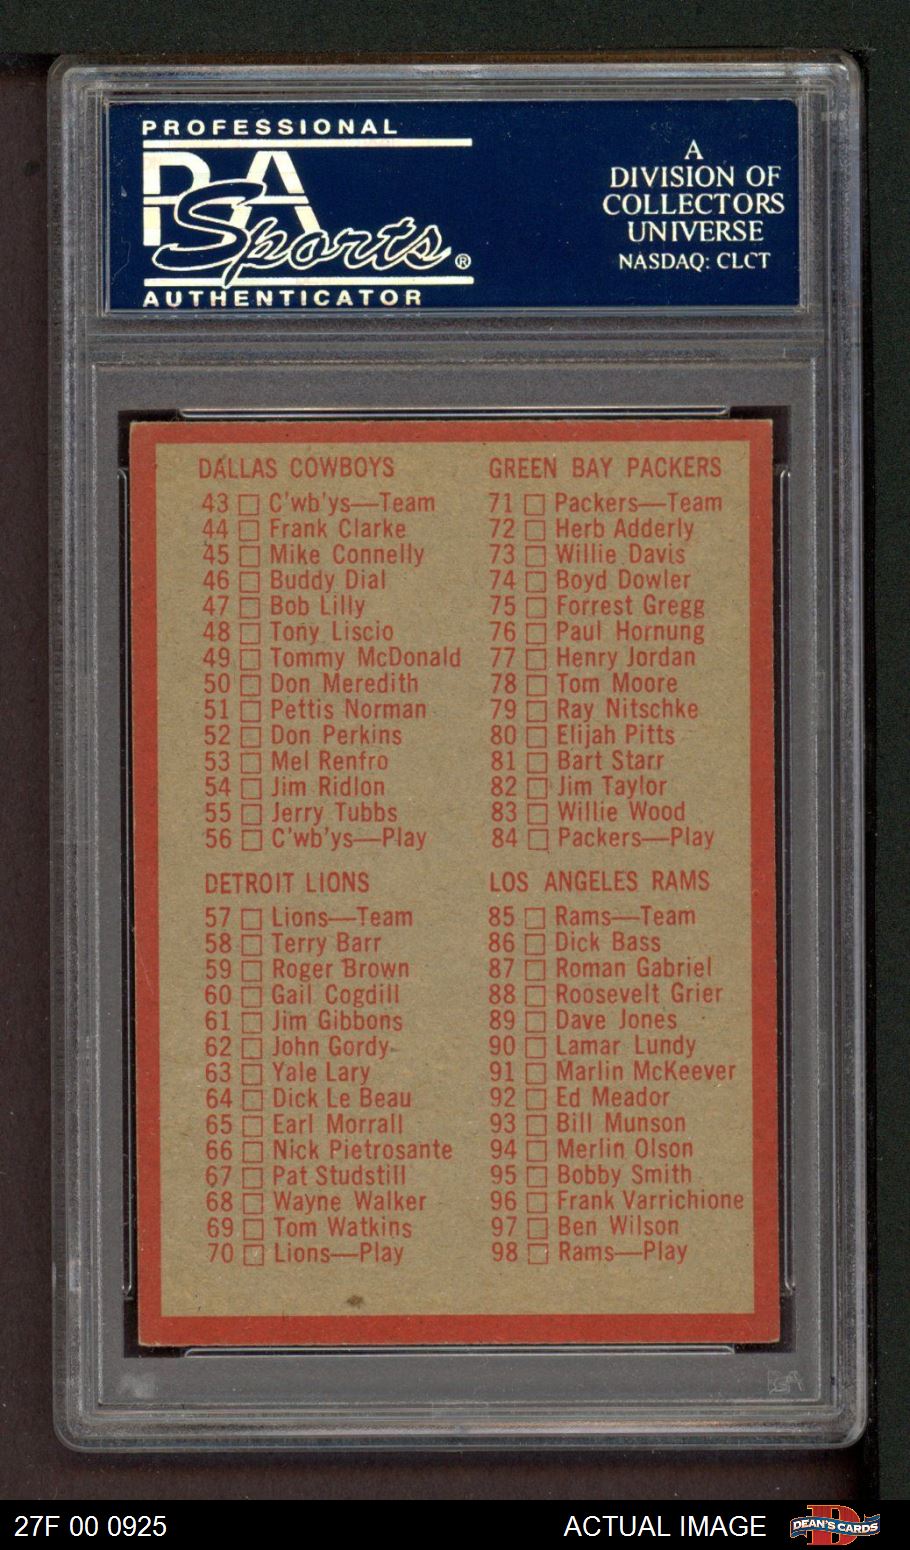 PROFESSIONAL
PSA
Sports®
AUTHENTICATOR
A
DIVISION OF
COLLECTORS
UNIVERSE
NASDAQ: CLCT
DALLAS COWBOYS
43 □ C'wb'ys—Team
44 □ Frank Clarke
45 □ Mike Connelly
46 □ Buddy Dial
47 □ Bob Lilly
48 □ Tony Liscio
49 □ Tommy McDonald
50 □ Don Meredith
51 □ Pettis Norman
52 □ Don Perkins
53 □ Mel Renfro
54 □ Jim Ridlon
55 □ Jerry Tubbs
56 □ C'wb'ys—Play
DETROIT LIONS
57 □ Lions—Team
58 □ Terry Barr
59 □ Roger Brown
60 □ Gail Cogdill
61 □ Jim Gibbons
62 □ John Gordy
63 □ Yale Lary
64 □ Dick Le Beau
65 □ Earl Morrall
66 □ Nick Pietrosante
67 □ Pat Studstill
68 □ Wayne Walker
69 □ Tom Watkins
70 □ Lions—Play
GREEN BAY PACKERS
71 □ Packers—Team
72 □ Herb Adderly
73 □ Willie Davis
74 □ Boyd Dowler
75 □ Forrest Gregg
76 □ Paul Hornung
77 □ Henry Jordan
78 □ Tom Moore
79 □ Ray Nitschke
80 □ Elijah Pitts
81 □ Bart Starr
82 □ Jim Taylor
83 □ Willie Wood
84 □ Packers—Play
LOS ANGELES RAMS
85 □ Rams—Team
86 □ Dick Bass
87 □ Roman Gabriel
88 □ Roosevelt Grier
89 □ Dave Jones
90 □ Lamar Lundy
91 □ Marlin McKeever
92 □ Ed Meador
93 □ Bill Munson
94 □ Merlin Olson
95 □ Bobby Smith
96 □ Frank Varrichione
97 □ Ben Wilson
98 □ Rams—Play
27F 00 0925
ACTUAL IMAGE
D
DEAN'S CARDS